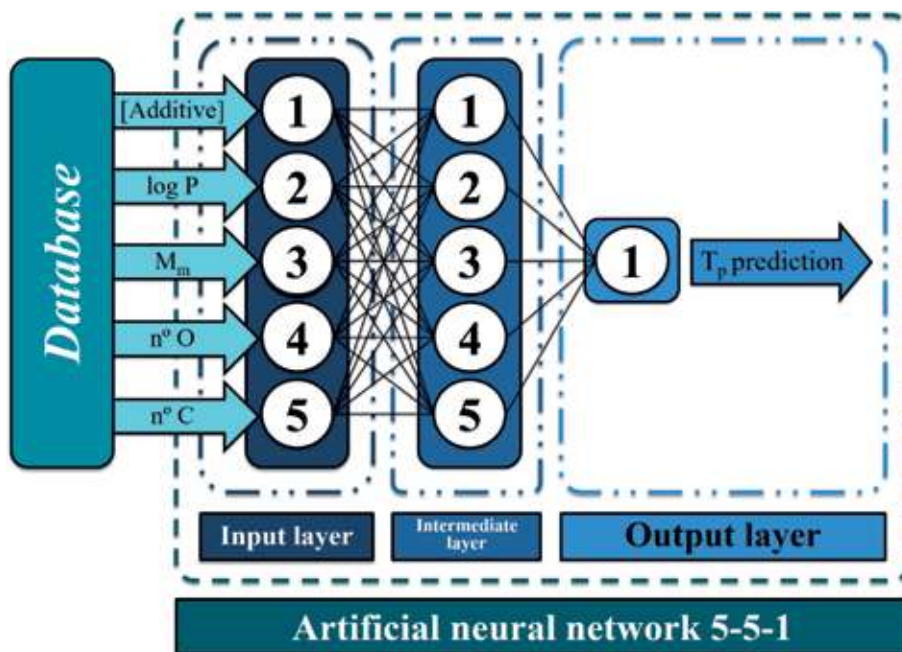 Database
[Additive]
log P
Mₘ
nº O
nº C
1
2
3
4
5
1
2
3
4
5
1
Tₚ prediction
Input layer
Intermediate
layer
Output layer
Artificial neural network 5-5-1